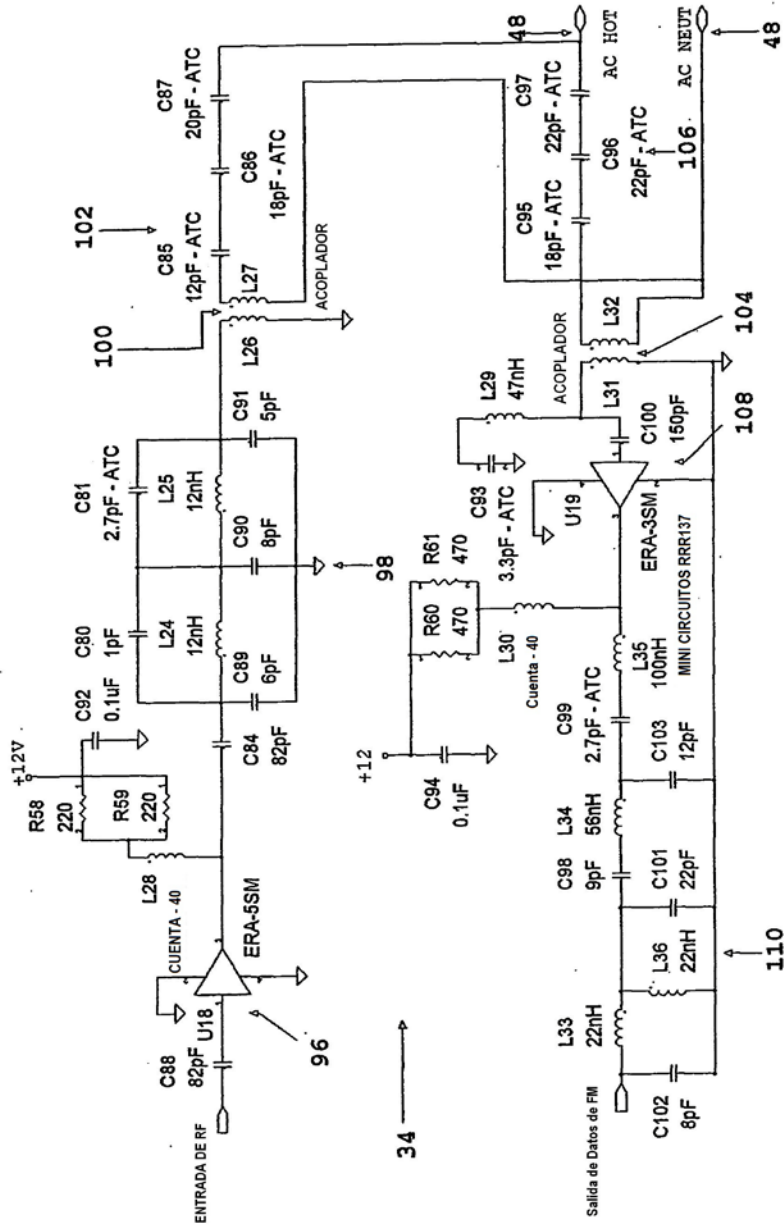 102
100
C87
20pF - ATC
C86
18pF - ATC
C85
12pF - ATC
L27
ACOPLADOR
L26
48
AC HOT
AC NEUT
48
C97
22pF - ATC
C96
22pF - ATC
106
C95
18pF - ATC
L32
104
ACOPLADOR
L31
L29
47nH
C100
150pF
108
C93
3.3pF - ATC
U19
ERA-3SM
C91
5pF
C81
2.7pF - ATC
L25
12nH
C90
8pF
98
C80
1pF
L24
12nH
C89
6pF
C92
0.1uF
C84
82pF
+12V
R58
220
R59
220
L28
CUENTA - 40
ERA-5SM
U18
96
C88
82pF
ENTRADA DE RF
34
R61
470
R60
470
L30
Cuenta - 40
+12
C94
0.1uF
L35
100nH
MINI CIRCUITOS RRR137
C99
2.7pF - ATC
C103
12pF
L34
56nH
C98
9pF
C101
22pF
110
L36
22nH
L33
22nH
C102
8pF
Salida de Datos de FM